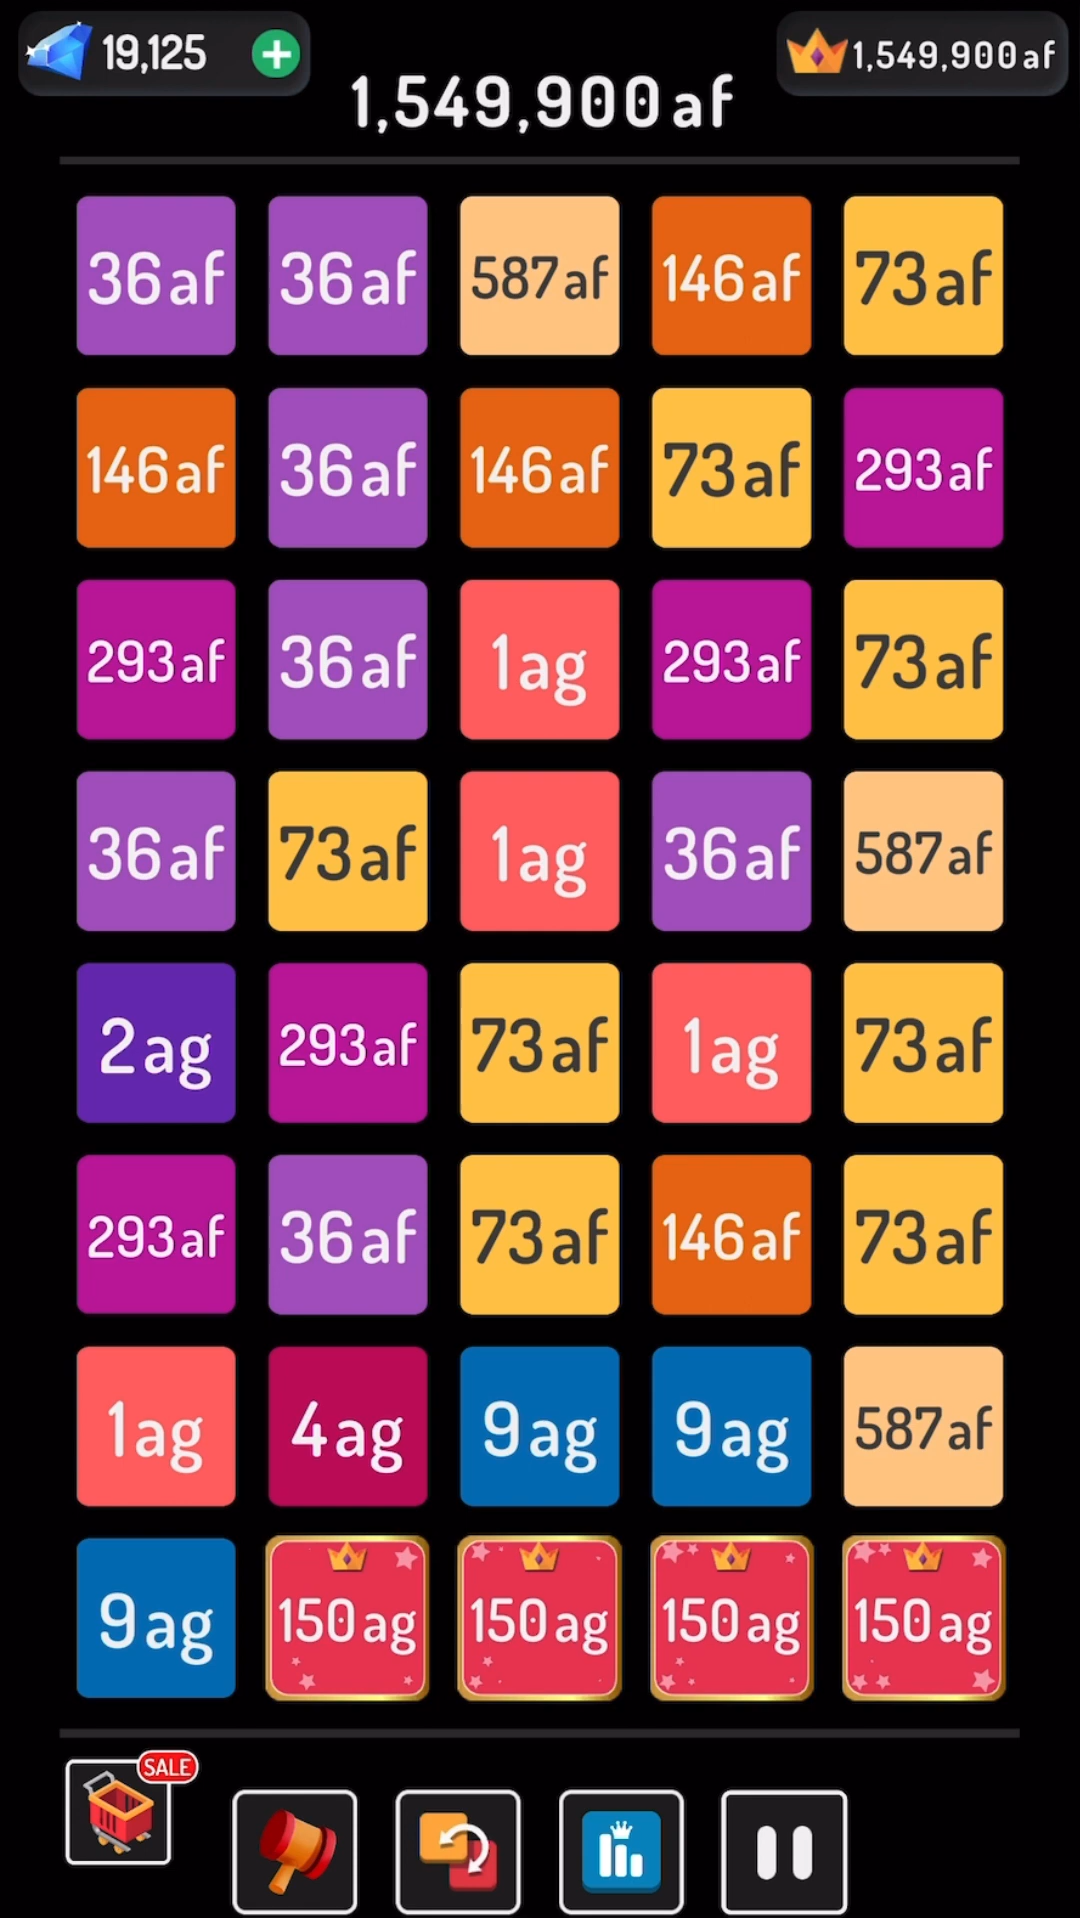 19,125
1,549,900af
1,549,900af
36af 36af 587af 146af 73af
146af 36af 146af 73af 293af
293af 36af 1ag 293af 73af
36af 73af 1ag 36af 587af
2ag 293af 73af 1ag 73af
293af 36af 73af 146af 73af
1ag 4ag 9ag 9ag 587af
9ag 150ag 150ag 150ag 150ag
SALE